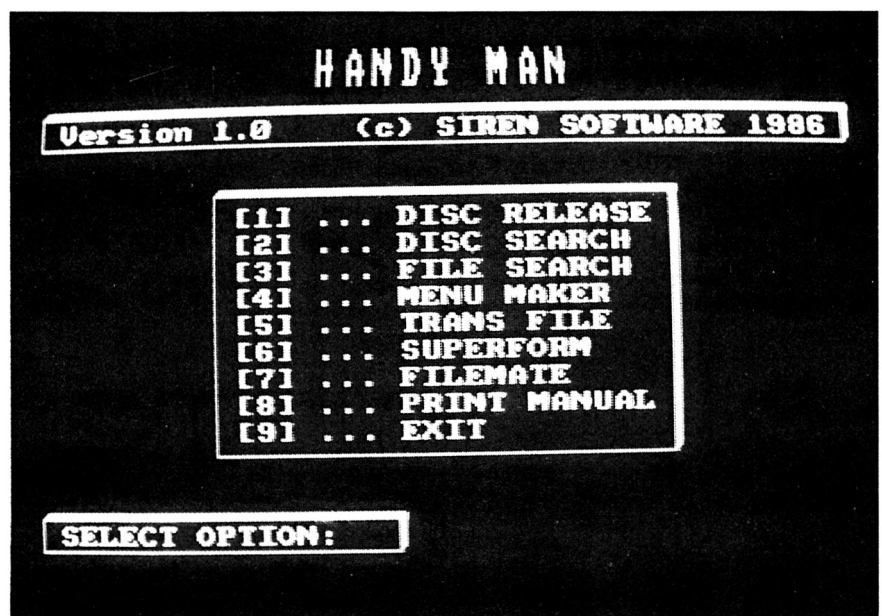 HANDY MAN
Version 1.0 (c) SIREN SOFTWARE 1986
[1] ... DISC RELEASE
[2] ... DISC SEARCH
[3] ... FILE SEARCH
[4] ... MENU MAKER
[5] ... TRANS FILE
[6] ... SUPERFORM
[7] ... FILEMATE
[8] ... PRINT MANUAL
[9] ... EXIT
SELECT OPTION: